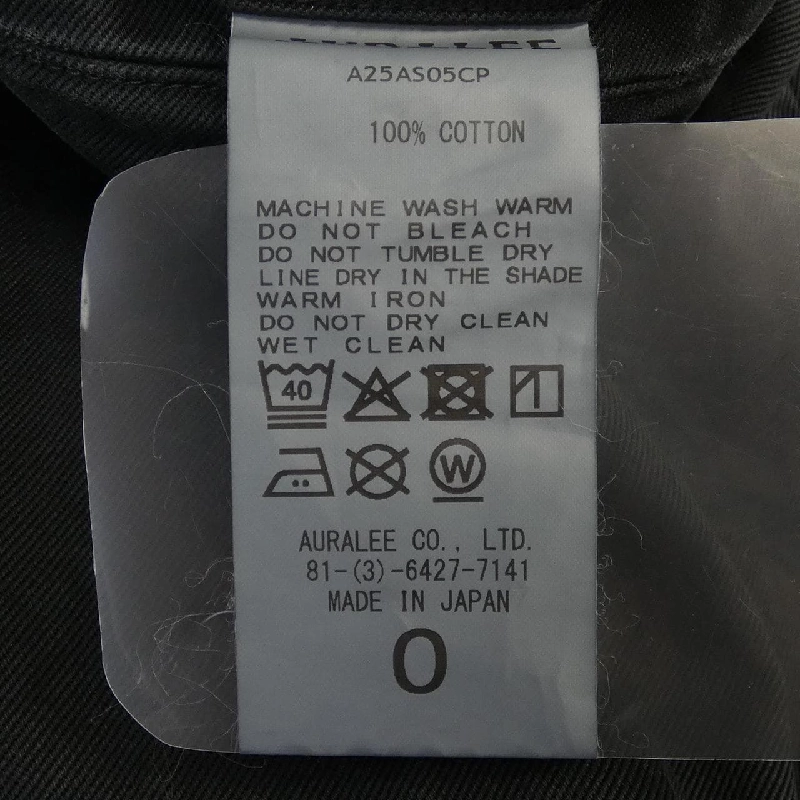 AURALEE
A25AS05CP
100% COTTON
MACHINE WASH WARM
DO NOT BLEACH
DO NOT TUMBLE DRY
LINE DRY IN THE SHADE
WARM IRON
DO NOT DRY CLEAN
WET CLEAN
40
W
AURALEE CO., LTD.
81-(3)-6427-7141
MADE IN JAPAN
0